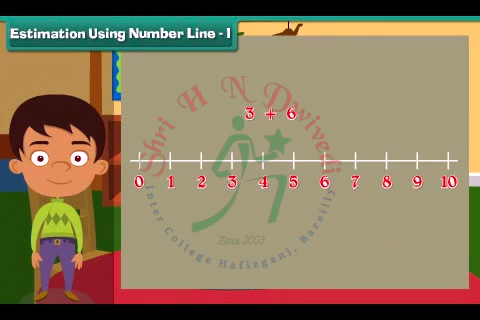 Estimation Using Number Line - I
Shri H N Dwivedi
3 + 6
0 1 2 3 4 5 6 7 8 9 10
Since 2003
Inter College Hafizganj, Bareilly